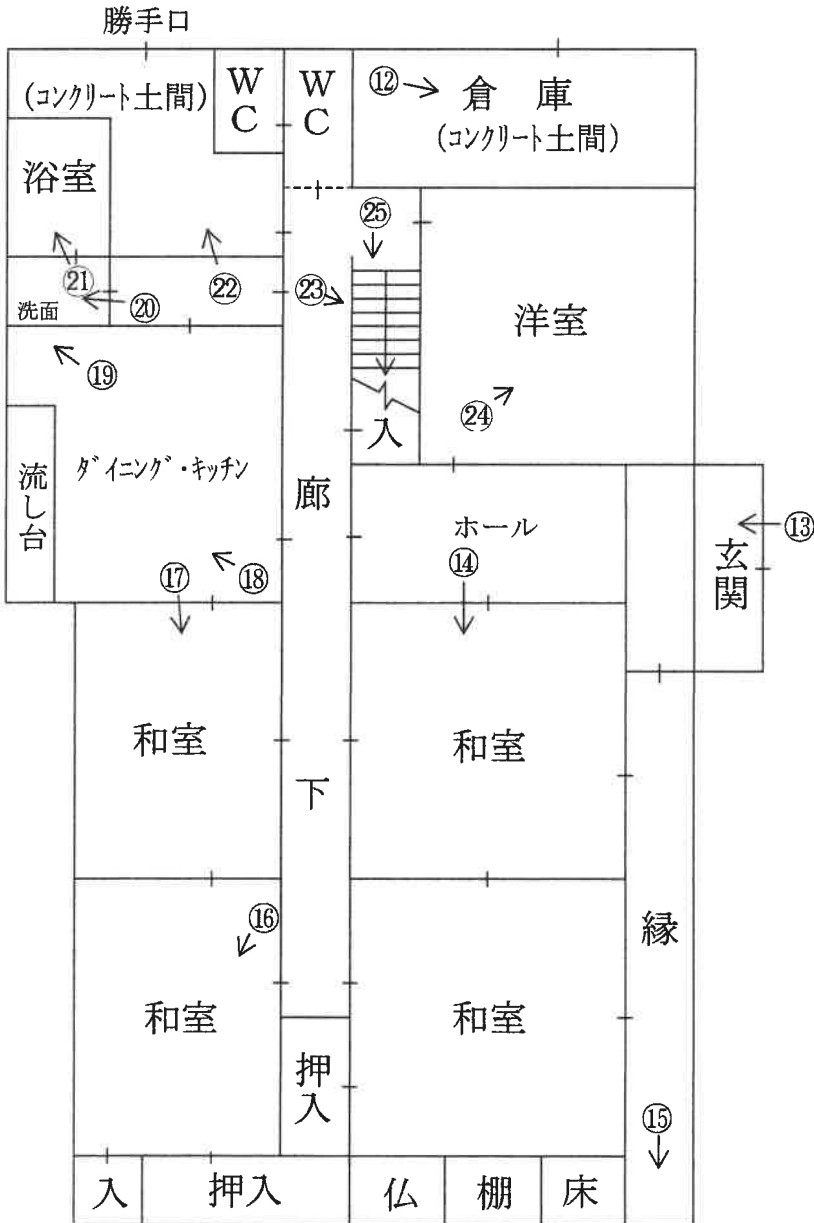 勝手口
(コンクリート土間)
WC
WC
⑫
倉庫
(コンクリート土間)
浴室
㉕
㉑
⑳
㉒
㉓
洗面
洋室
⑲
㉔
入
流し台
ダイニング・キッチン
廊下
ホール
⑬
玄関
⑰
⑱
⑭
和室
和室
⑯
縁
和室
和室
押入
⑮
入
押入
仏
棚
床